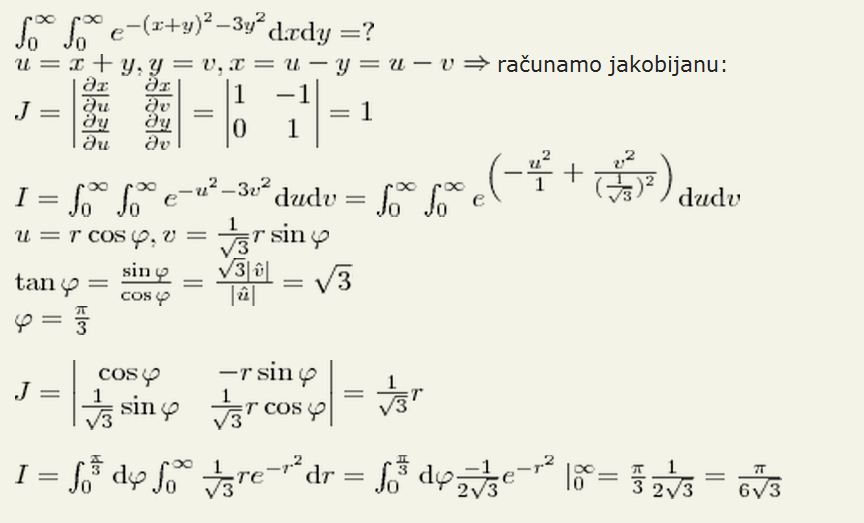 ∫₀^∞ ∫₀^∞ e^{-(x+y)²-3y²} dxdy =?
u = x + y, y = v, x = u − y = u − v ⇒ računamo jakobijanu:
J = |∂x/∂u ∂x/∂v; ∂y/∂u ∂y/∂v| = |1 −1; 0 1| = 1
I = ∫₀^∞ ∫₀^∞ e^{-u²-3v²} dudv = ∫₀^∞ ∫₀^∞ e^{(-u²/1 + v²/(1/√3)²)} dudv
u = r cos φ, v = 1/√3 r sin φ
tan φ = sin φ/cos φ = √3|v̂|/|û| = √3
φ = π/3
J = |cos φ −r sin φ; 1/√3 sin φ 1/√3 r cos φ| = 1/√3 r
I = ∫₀^{π/3} dφ ∫₀^∞ 1/√3 re^{-r²} dr = ∫₀^{π/3} dφ −1/2√3 e^{-r²} |₀^∞ = π/3 1/2√3 = π/6√3